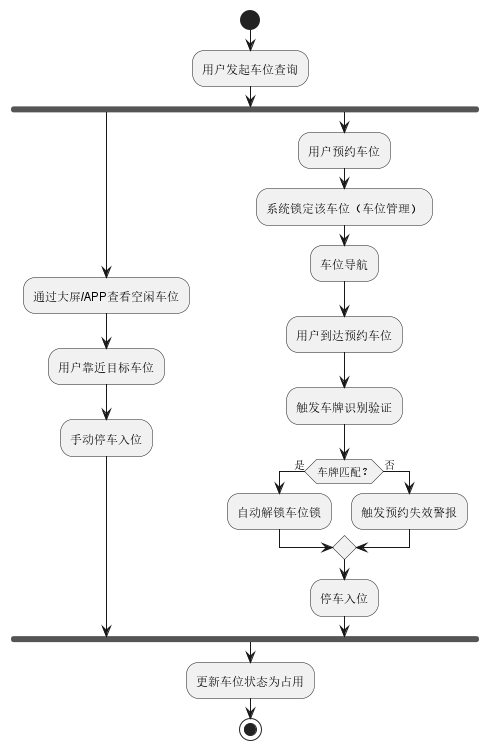 用户发起车位查询
用户预约车位
系统锁定该车位（车位管理）
车位导航
通过大屏/APP查看空闲车位
用户到达预约车位
用户靠近目标车位
触发车牌识别验证
手动停车入位
是
车牌匹配？
否
自动解锁车位锁
触发预约失效警报
停车入位
更新车位状态为占用